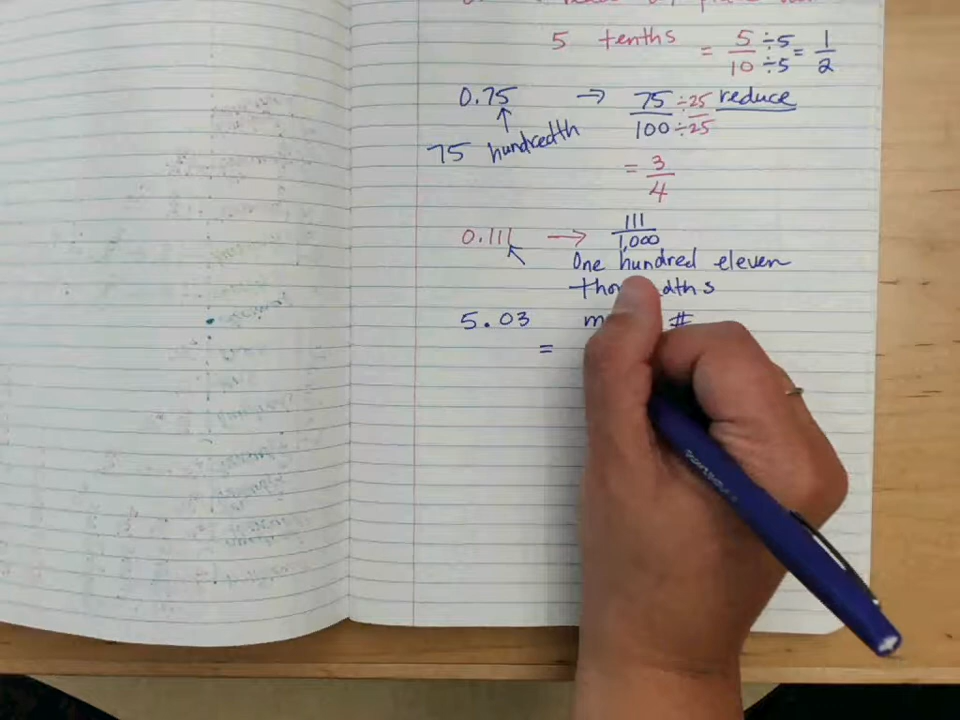 5 tenths = 5/10 ÷5/÷5 = 1/2
0.75 → 75/100 ÷25/÷25 reduce
75 hundredth
= 3/4
0.111 → 111/1,000
One hundred eleven
5.03 #
=